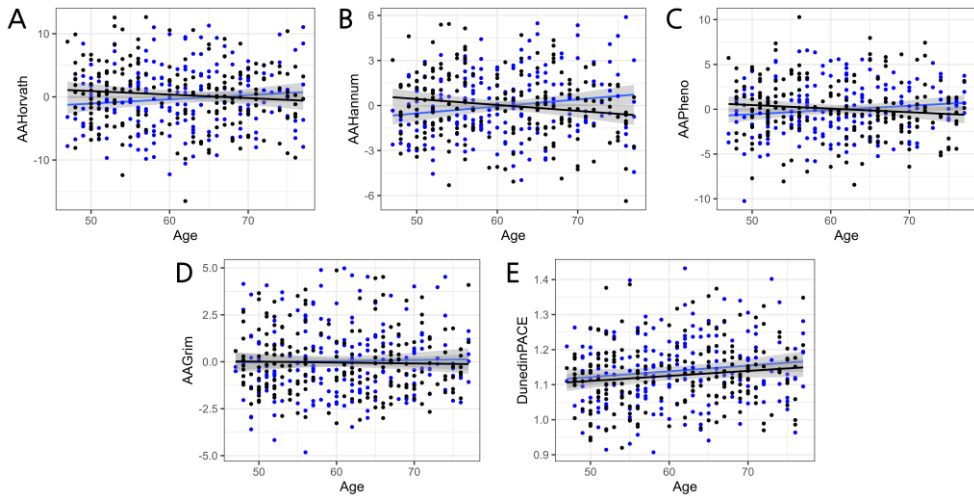 A
AAHorvath
10
0
-10
50
60
70
Age
B
AAHannum
6
3
0
-3
-6
50
60
70
Age
C
AAPheno
10
5
0
-5
-10
50
60
70
Age
D
AAGrim
5.0
2.5
0.0
-2.5
-5.0
50
60
70
Age
E
DunedinPACE
1.4
1.3
1.2
1.1
1.0
0.9
50
60
70
Age